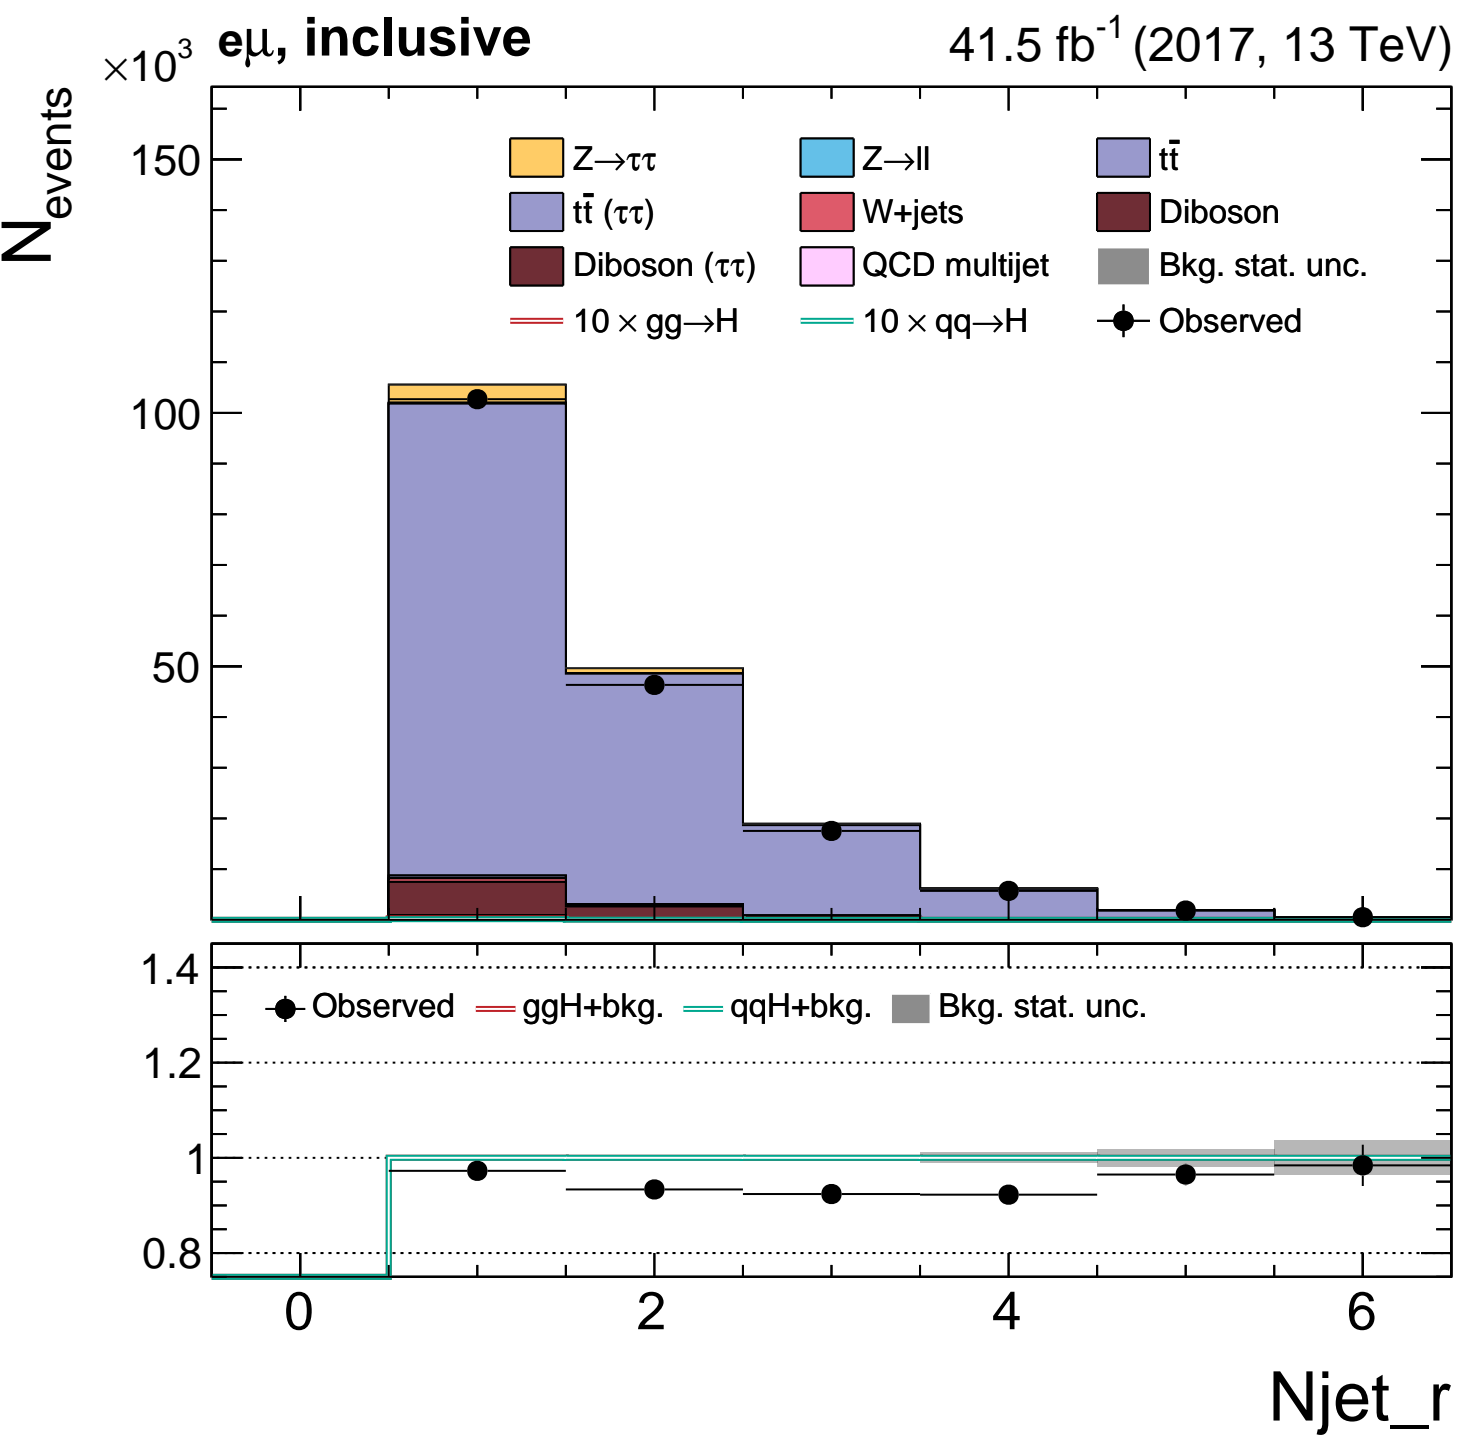 ×10³ eμ, inclusive 41.5 fb⁻¹ (2017, 13 TeV)
N_events
150
100
50
Z→ττ Z→ll tt̄
tt̄ (ττ) W+jets Diboson
Diboson (ττ) QCD multijet Bkg. stat. unc.
10 × gg→H 10 × qq→H Observed
1.4
Observed ggH+bkg. qqH+bkg. Bkg. stat. unc.
1.2
1
0.8
0 2 4 6
Njet_r